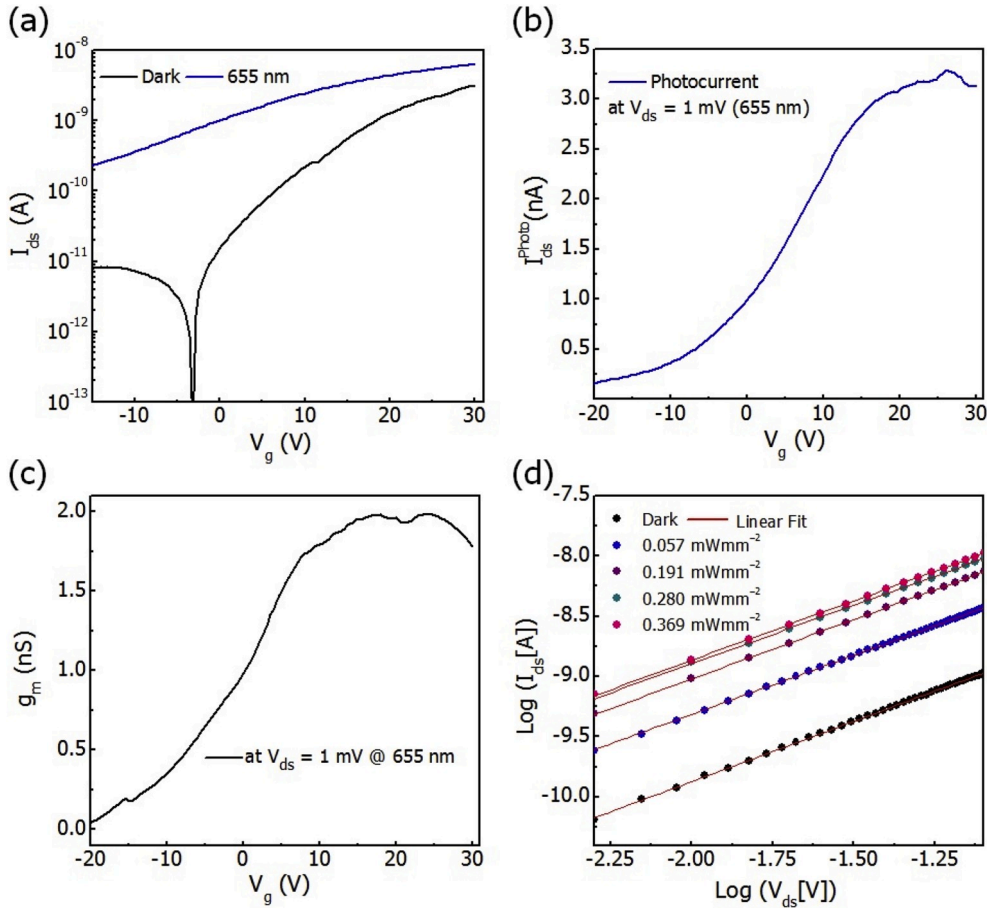 (a)
10⁻⁸
10⁻⁹
10⁻¹⁰
10⁻¹¹
10⁻¹²
10⁻¹³
I_ds (A)
Dark 655 nm
-10 0 10 20 30
V_g (V)
(b)
3.5
3.0
2.5
2.0
1.5
1.0
0.5
I_ds^Photo (nA)
Photocurrent
at V_ds = 1 mV (655 nm)
-20 -10 0 10 20 30
V_g (V)
(c)
2.0
1.5
1.0
0.5
0.0
g_m (nS)
at V_ds = 1 mV @ 655 nm
-20 -10 0 10 20 30
V_g (V)
(d)
-7.5
-8.0
-8.5
-9.0
-9.5
-10.0
Log (I_ds[A])
Dark Linear Fit
0.057 mWmm⁻²
0.191 mWmm⁻²
0.280 mWmm⁻²
0.369 mWmm⁻²
-2.25 -2.00 -1.75 -1.50 -1.25
Log (V_ds[V])